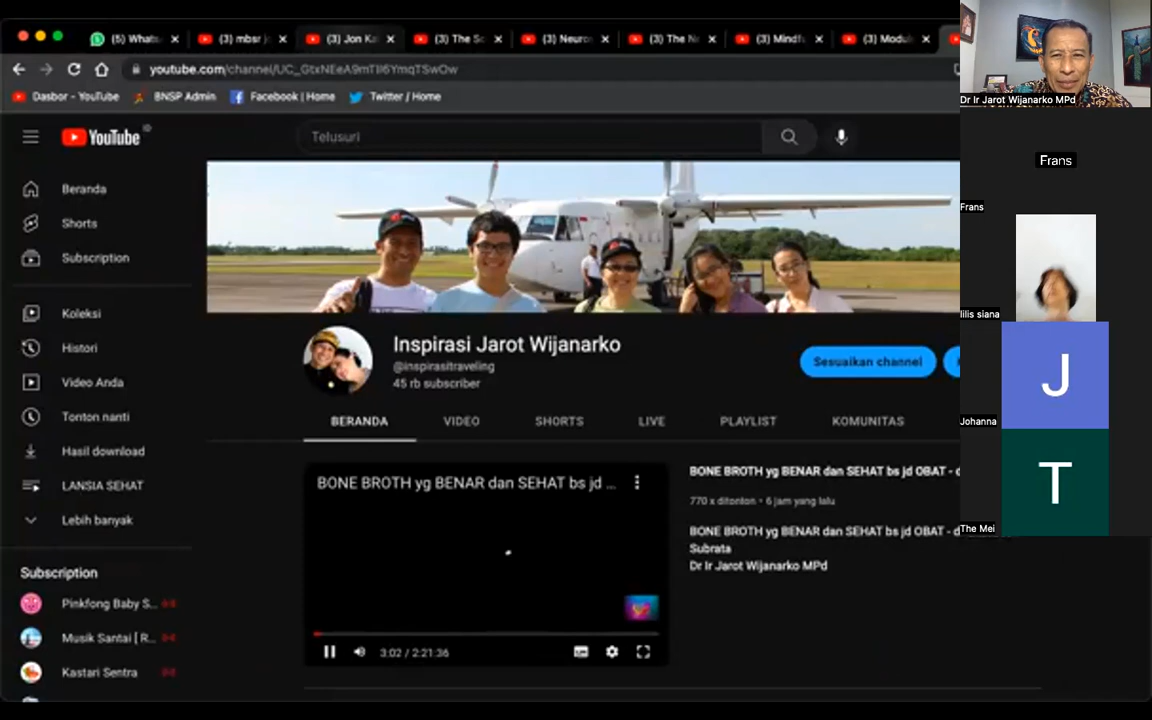 (5) Whats
(3) mbsr jo
(3) Jon Ka
(3) The Sc
(3) Neuro
(3) The N
(3) Mindf
(3) Modul
youtube.com/channel/UC_GtxNEeA9mTII6YmqTSwOw
Dasbor - YouTube
BNSP Admin
Facebook | Home
Twitter / Home
YouTube ID
Telusuri
Beranda
Shorts
Subscription
Koleksi
Histori
Video Anda
Tonton nanti
Hasil download
LANSIA SEHAT
Lebih banyak
Subscription
Pinkfong Baby S...
Musik Santai [ R...
Kastari Sentra
Inspirasi Jarot Wijanarko
@inspirasitraveling
45 rb subscriber
Sesuaikan channel
BERANDA
VIDEO
SHORTS
LIVE
PLAYLIST
KOMUNITAS
BONE BROTH yg BENAR dan SEHAT bs jd ...
3:02 / 2:21:36
BONE BROTH yg BENAR dan SEHAT bs jd OBAT - d
770 x ditonton • 6 jam yang lalu
BONE BROTH yg BENAR dan SEHAT bs jd OBAT - d
Subrata
Dr Ir Jarot Wijanarko MPd
Dr Ir Jarot Wijanarko MPd
Frans
Frans
lilis siana
J
Johanna
T
The Mei